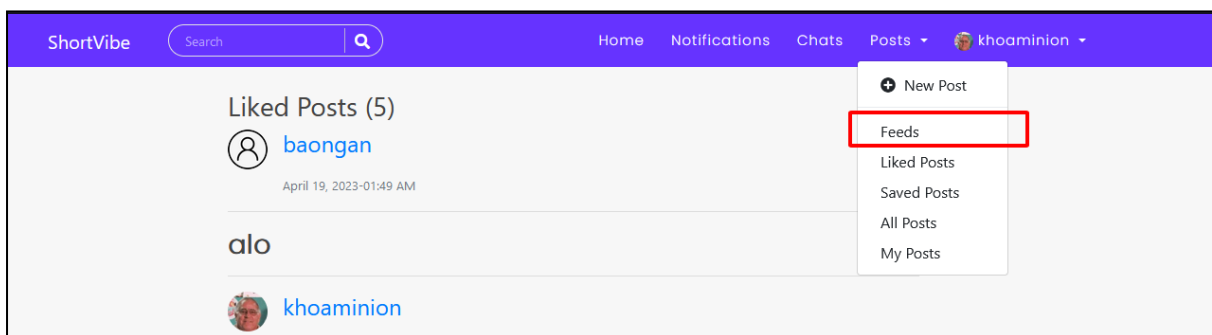 ShortVibe Search Home Notifications Chats Posts khoaminion
New Post
Liked Posts (5)
Feeds
baongan
Liked Posts
April 19, 2023-01:49 AM
Saved Posts
All Posts
alo
My Posts
khoaminion